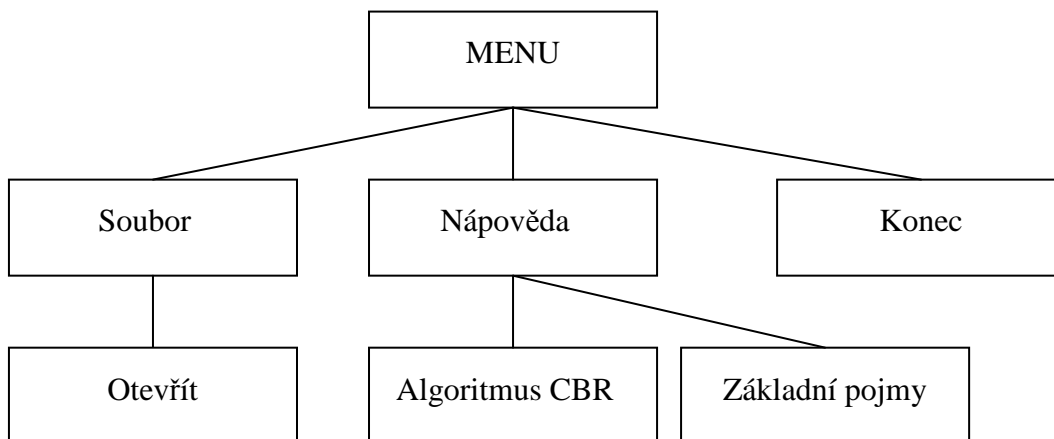 MENU
Soubor
Nápověda
Konec
Otevřít
Algoritmus CBR
Základní pojmy